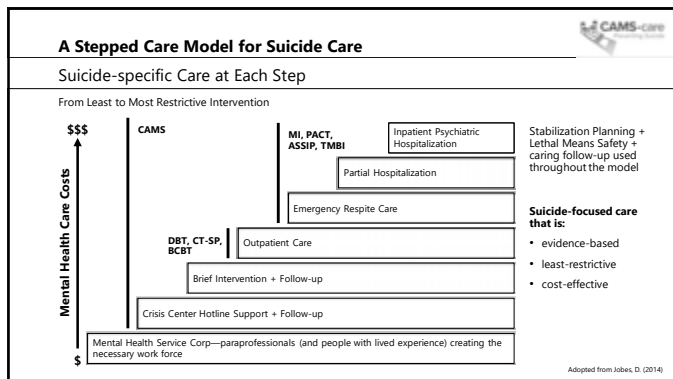 CAMS-care
A Stepped Care Model for Suicide Care
Suicide-specific Care at Each Step
From Least to Most Restrictive Intervention
$$$
Mental Health Care Costs
$
CAMS
MI, PACT,
ASSIP, TMBI
Inpatient Psychiatric
Hospitalization
Partial Hospitalization
Emergency Respite Care
DBT, CT-SP,
BCBT
Outpatient Care
Brief Intervention + Follow-up
Crisis Center Hotline Support + Follow-up
Mental Health Service Corp—paraprofessionals (and people with lived experience) creating the
necessary work force
Stabilization Planning +
Lethal Means Safety +
caring follow-up used
throughout the model
Suicide-focused care
that is:
• evidence-based
• least-restrictive
• cost-effective
Adopted from Jobes, D. (2014)